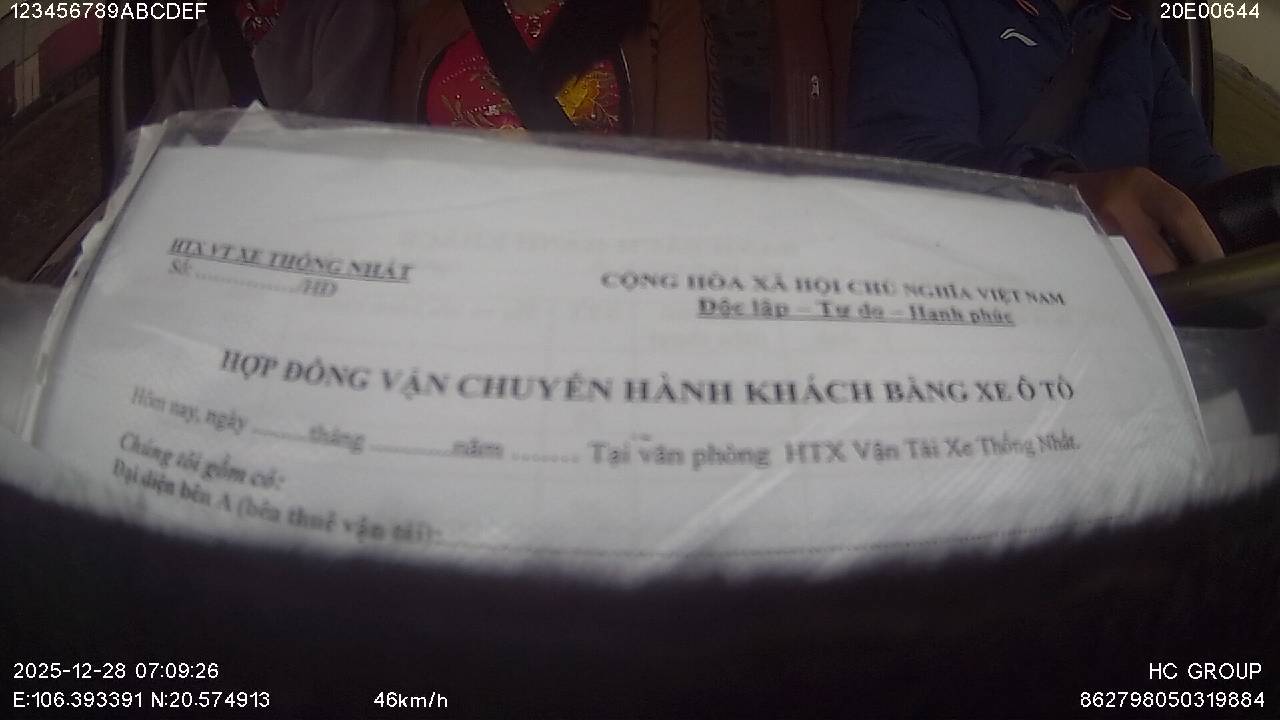 123456789ABCDEF
20E00644
HTX VT XE THỐNG NHẤT
Số: ................../HD
CỘNG HÒA XÃ HỘI CHỦ NGHĨA VIỆT NAM
Độc lập – Tự do – Hạnh phúc
HỢP ĐỒNG VẬN CHUYỂN HÀNH KHÁCH BẰNG XE Ô TÔ
Hôm nay, ngày .........tháng .............năm ....... Tại văn phòng HTX Vận Tải Xe Thống Nhất.
Chúng tôi gồm có:
Đại diện bên A (bên thuê vận tải):
2025-12-28 07:09:26
HC GROUP
E:106.393391 N:20.574913
46km/h
862798050319884